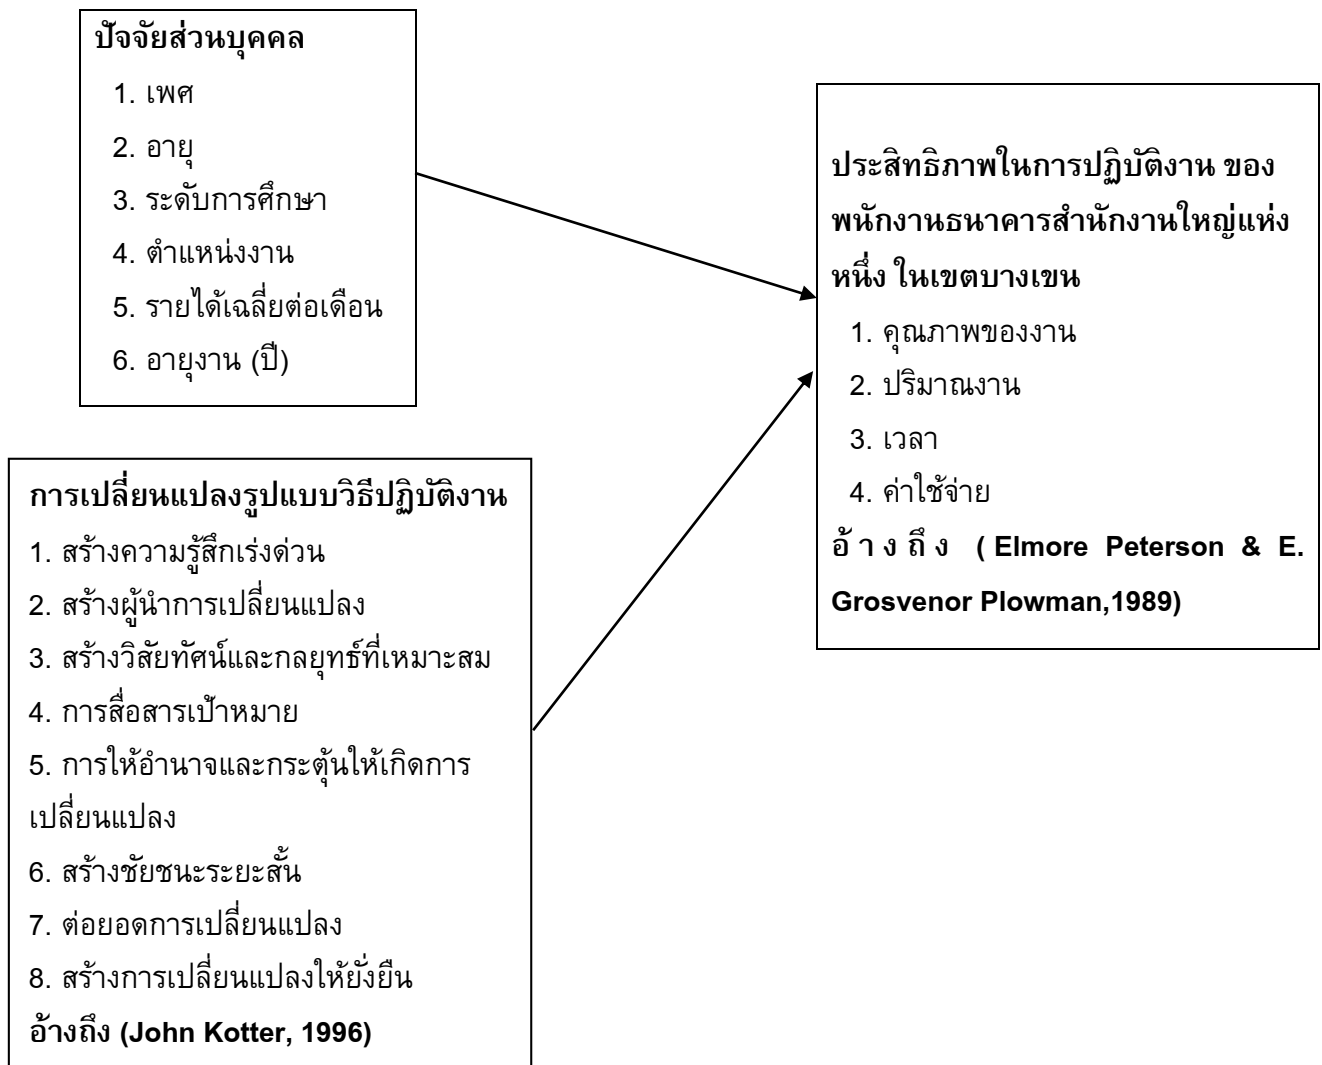 ปัจจัยส่วนบุคคล
1. เพศ
2. อายุ
3. ระดับการศึกษา
4. ตำแหน่งงาน
5. รายได้เฉลี่ยต่อเดือน
6. อายุงาน (ปี)
ประสิทธิภาพในการปฏิบัติงาน ของ
พนักงานธนาคารสำนักงานใหญ่แห่ง
หนึ่ง ในเขตบางเขน
1. คุณภาพของงาน
2. ปริมาณงาน
3. เวลา
4. ค่าใช้จ่าย
อ้างถึง (Elmore Peterson & E.
Grosvenor Plowman,1989)
การเปลี่ยนแปลงรูปแบบวิธีปฏิบัติงาน
1. สร้างความรู้สึกเร่งด่วน
2. สร้างผู้นำการเปลี่ยนแปลง
3. สร้างวิสัยทัศน์และกลยุทธ์ที่เหมาะสม
4. การสื่อสารเป้าหมาย
5. การให้อำนาจและกระตุ้นให้เกิดการ
เปลี่ยนแปลง
6. สร้างชัยชนะระยะสั้น
7. ต่อยอดการเปลี่ยนแปลง
8. สร้างการเปลี่ยนแปลงให้ยั่งยืน
อ้างถึง (John Kotter, 1996)